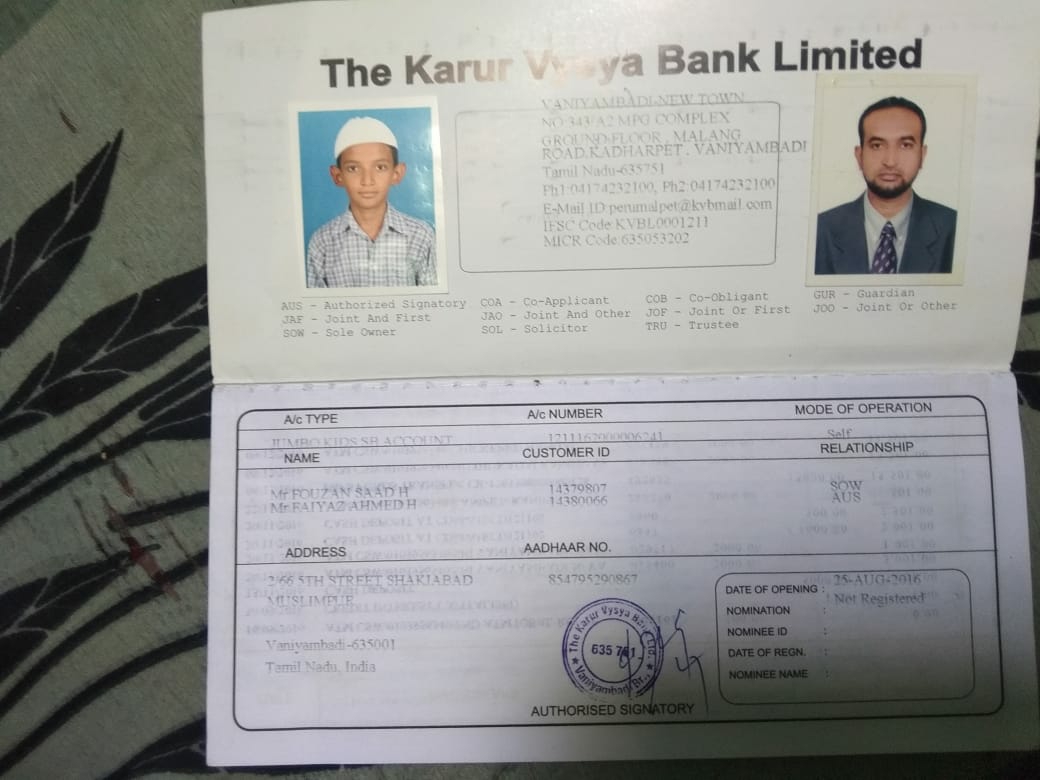 The Karur Vysya Bank Limited
VANIYAMBADI-NEW TOWN
NO 343/A2 MPG COMPLEX
GROUND FLOOR , MALANG
ROAD,KADHARPET , VANIYAMBADI
Tamil Nadu-635751
Ph1:04174232100, Ph2:04174232100
E-Mail ID:perumalpet@kvbmail.com
IFSC Code:KVBL0001211
MICR Code:635053202
AUS - Authorized Signatory COA - Co-Applicant COB - Co-Obligant GUR - Guardian
JAF - Joint And First JAO - Joint And Other JOF - Joint Or First JOO - Joint Or Other
SOW - Sole Owner SOL - Solicitor TRU - Trustee
A/c TYPE A/c NUMBER MODE OF OPERATION
JUMBO KIDS SB ACCOUNT 1211162000006241 Self
NAME CUSTOMER ID RELATIONSHIP
Mr.FOUZAN SAAD H 14379807 SOW
Mr.FAIYAZ AHMED H 14380066 AUS
ADDRESS AADHAAR NO.
2/66 5TH STREET SHAKIABAD 854795290867
MUSLIMPUR
Vaniyambadi-635001
Tamil Nadu, India
DATE OF OPENING : 25-AUG-2016
NOMINATION : Not Registered
NOMINEE ID :
DATE OF REGN. :
NOMINEE NAME :
The Karur Vysya Bank Ltd.
635 751
Vaniyambadi Br.,
AUTHORISED SIGNATORY